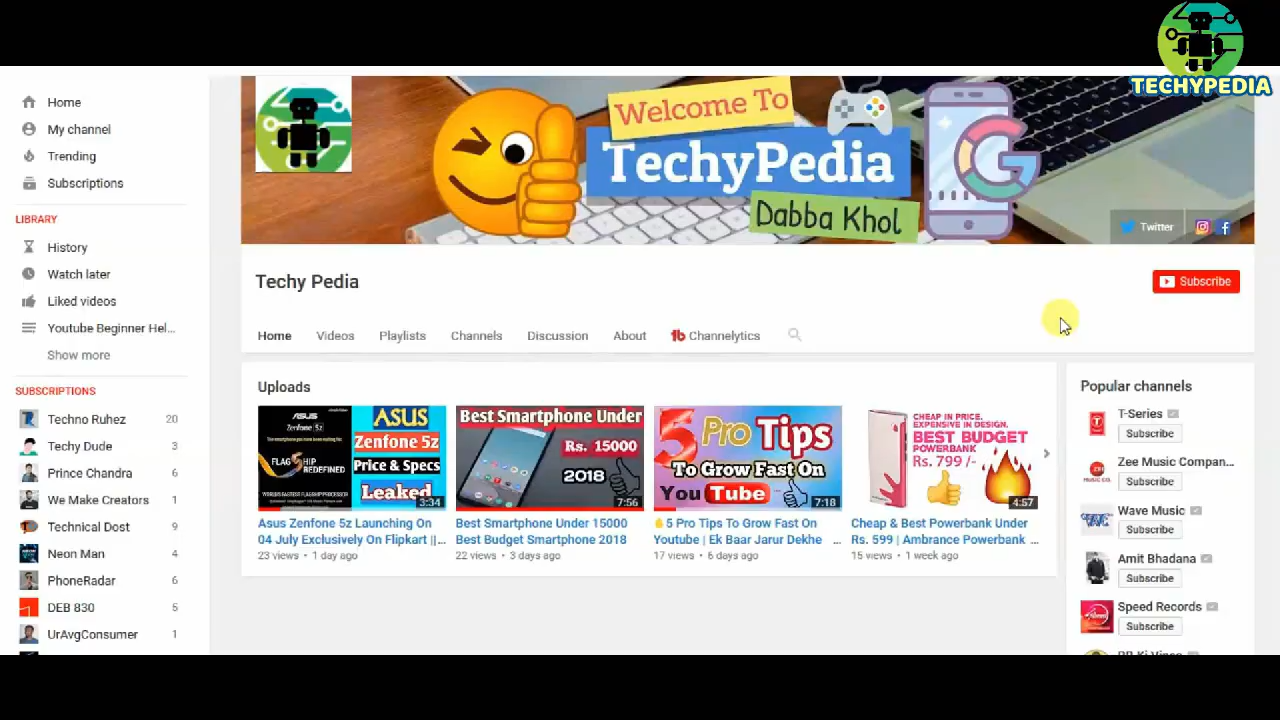 TECHYPEDIA
Home
My channel
Trending
Subscriptions
LIBRARY
History
Watch later
Liked videos
Youtube Beginner Hel...
Show more
SUBSCRIPTIONS
Techno Ruhez 20
Techy Dude 3
Prince Chandra 6
We Make Creators 1
Technical Dost 9
Neon Man 4
PhoneRadar 6
DEB 830 5
UrAvgConsumer 1
Welcome To
TechyPedia
Dabba Khol
Twitter
Techy Pedia
Subscribe
Home Videos Playlists Channels Discussion About Channelytics
Uploads
ASUS
Zenfone 5z
FLAGSHIP
REDEFINED
ASUS
Zenfone 5z
Price & Specs
Leaked
3:34
Asus Zenfone 5z Launching On
04 July Exclusively On Flipkart ||...
23 views • 1 day ago
Best Smartphone Under
Rs. 15000
2018
7:56
Best Smartphone Under 15000
Best Budget Smartphone 2018
22 views • 3 days ago
5 Pro Tips
To Grow Fast On
YouTube
7:18
5 Pro Tips To Grow Fast On
Youtube | Ek Baar Jarur Dekhe ...
17 views • 6 days ago
CHEAP IN PRICE.
EXPENSIVE IN DESIGN.
BEST BUDGET
POWERBANK
Rs. 799 /-
4:57
Cheap & Best Powerbank Under
Rs. 599 | Ambrance Powerbank ...
15 views • 1 week ago
Popular channels
T-Series
Subscribe
Zee Music Compan...
Subscribe
Wave Music
Subscribe
Amit Bhadana
Subscribe
Speed Records
Subscribe